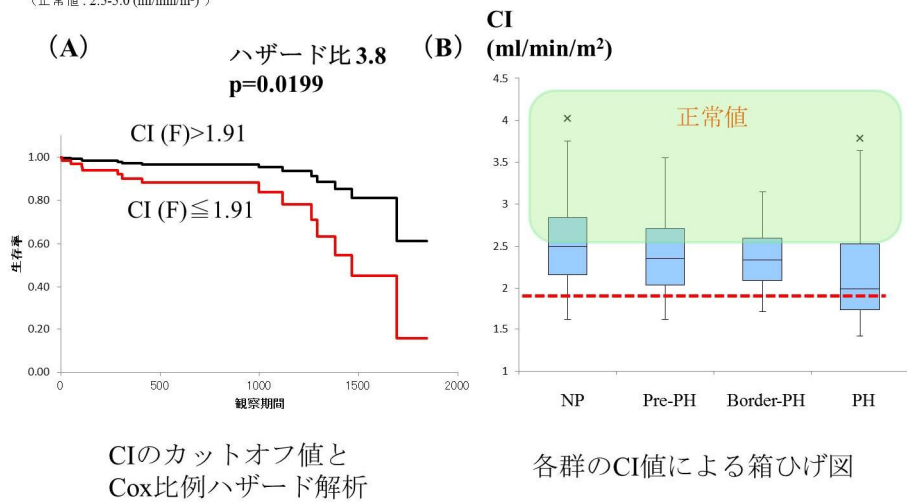 (A)
ハザード比 3.8
p=0.0199
CI (F)>1.91
CI (F)≦1.91
1.00
0.80
0.60
0.40
0.20
0.00
生存率
0
500
1000
1500
2000
観察期間
CIのカットオフ値と
Cox比例ハザード解析
(B)
CI
(ml/min/m²)
正常値
4.5
4
3.5
3
2.5
2
1.5
1
NP
Pre-PH
Border-PH
PH
各群のCI値による箱ひげ図